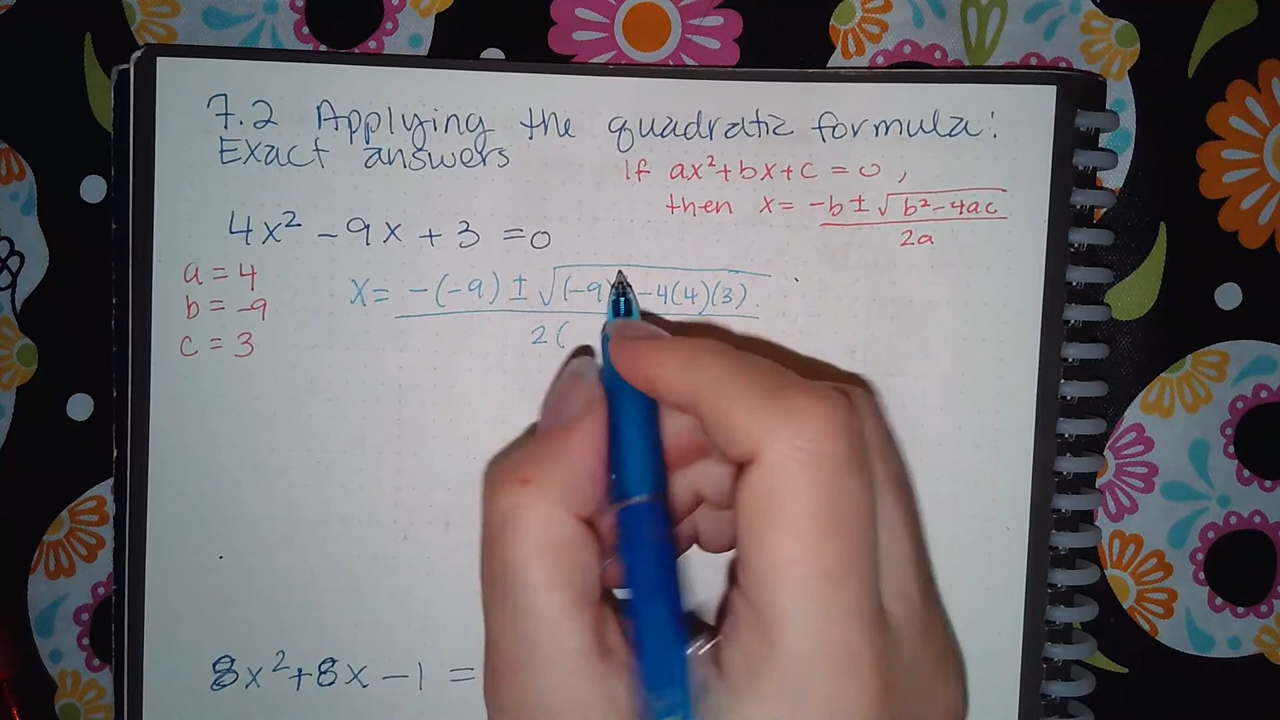 7.2 Applying the quadratic formula:
Exact answers
If ax²+bx+c = 0,
then x = -b ± √b²-4ac
2a
4x² - 9x + 3 = 0
a = 4
b = -9
c = 3
x = -(-9) ± √(-9) -4(4)(3)
2(
8x²+8x-1 =